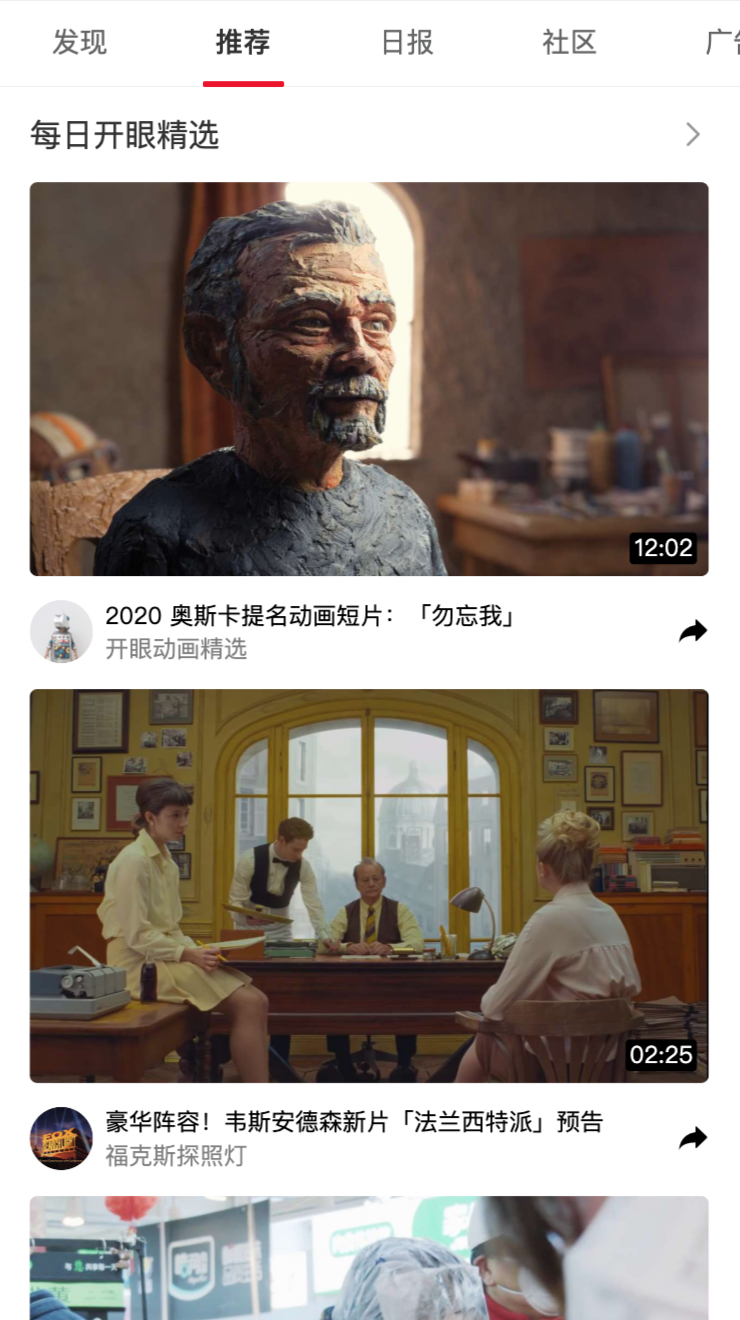 发现
推荐
日报
社区
广告
每日开眼精选
12:02
2020 奥斯卡提名动画短片：「勿忘我」
开眼动画精选
02:25
豪华阵容！韦斯安德森新片「法兰西特派」预告
福克斯探照灯